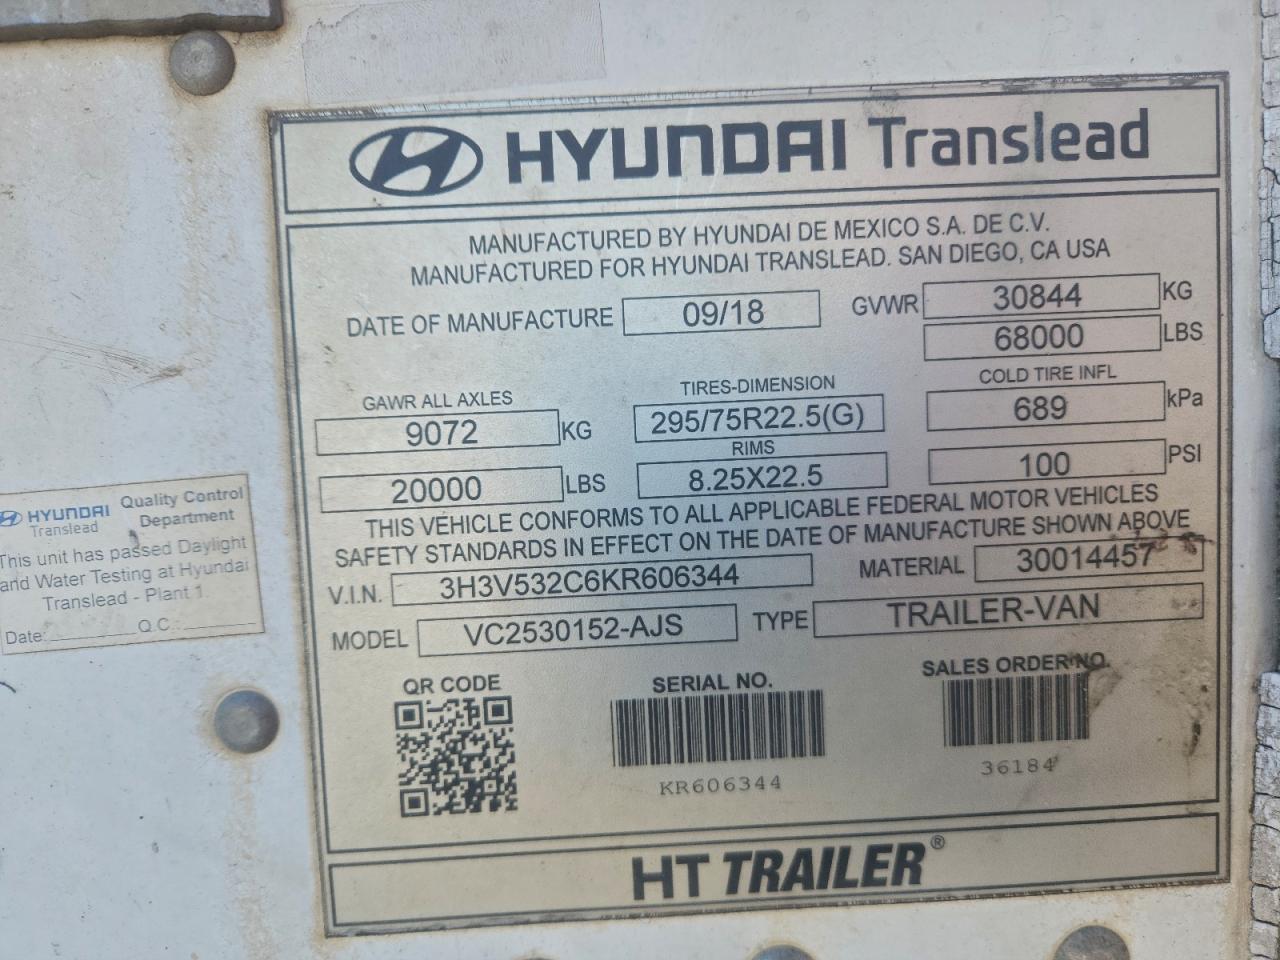 HYUNDAI Translead
MANUFACTURED BY HYUNDAI DE MEXICO S.A. DE C.V.
MANUFACTURED FOR HYUNDAI TRANSLEAD. SAN DIEGO, CA USA
DATE OF MANUFACTURE 09/18 GVWR 30844 KG
68000 LBS
GAWR ALL AXLES TIRES-DIMENSION COLD TIRE INFL
9072 KG 295/75R22.5(G) 689 kPa
RIMS
20000 LBS 8.25X22.5 100 PSI
THIS VEHICLE CONFORMS TO ALL APPLICABLE FEDERAL MOTOR VEHICLES
SAFETY STANDARDS IN EFFECT ON THE DATE OF MANUFACTURE SHOWN ABOVE
V.I.N. 3H3V532C6KR606344 MATERIAL 30014457
MODEL VC2530152-AJS TYPE TRAILER-VAN
QR CODE SERIAL NO. SALES ORDER NO.
KR606344 36184
HT TRAILER®
HYUNDAI Translead Quality Control Department
This unit has passed Daylight
and Water Testing at Hyundai
Translead - Plant 1.
Date: Q.C.: